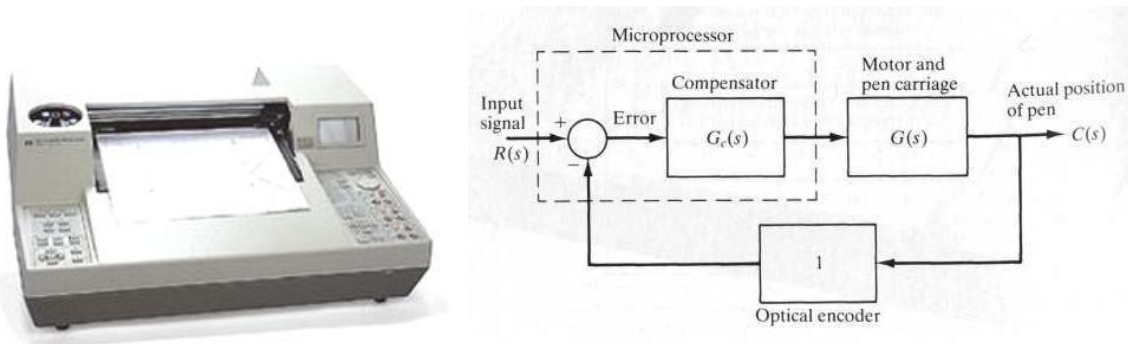 Microprocessor
Compensator
Motor and
pen carriage
Actual position
of pen
Input
signal
R(s)
+
−
Error
G_c(s)
G(s)
C(s)
1
Optical encoder